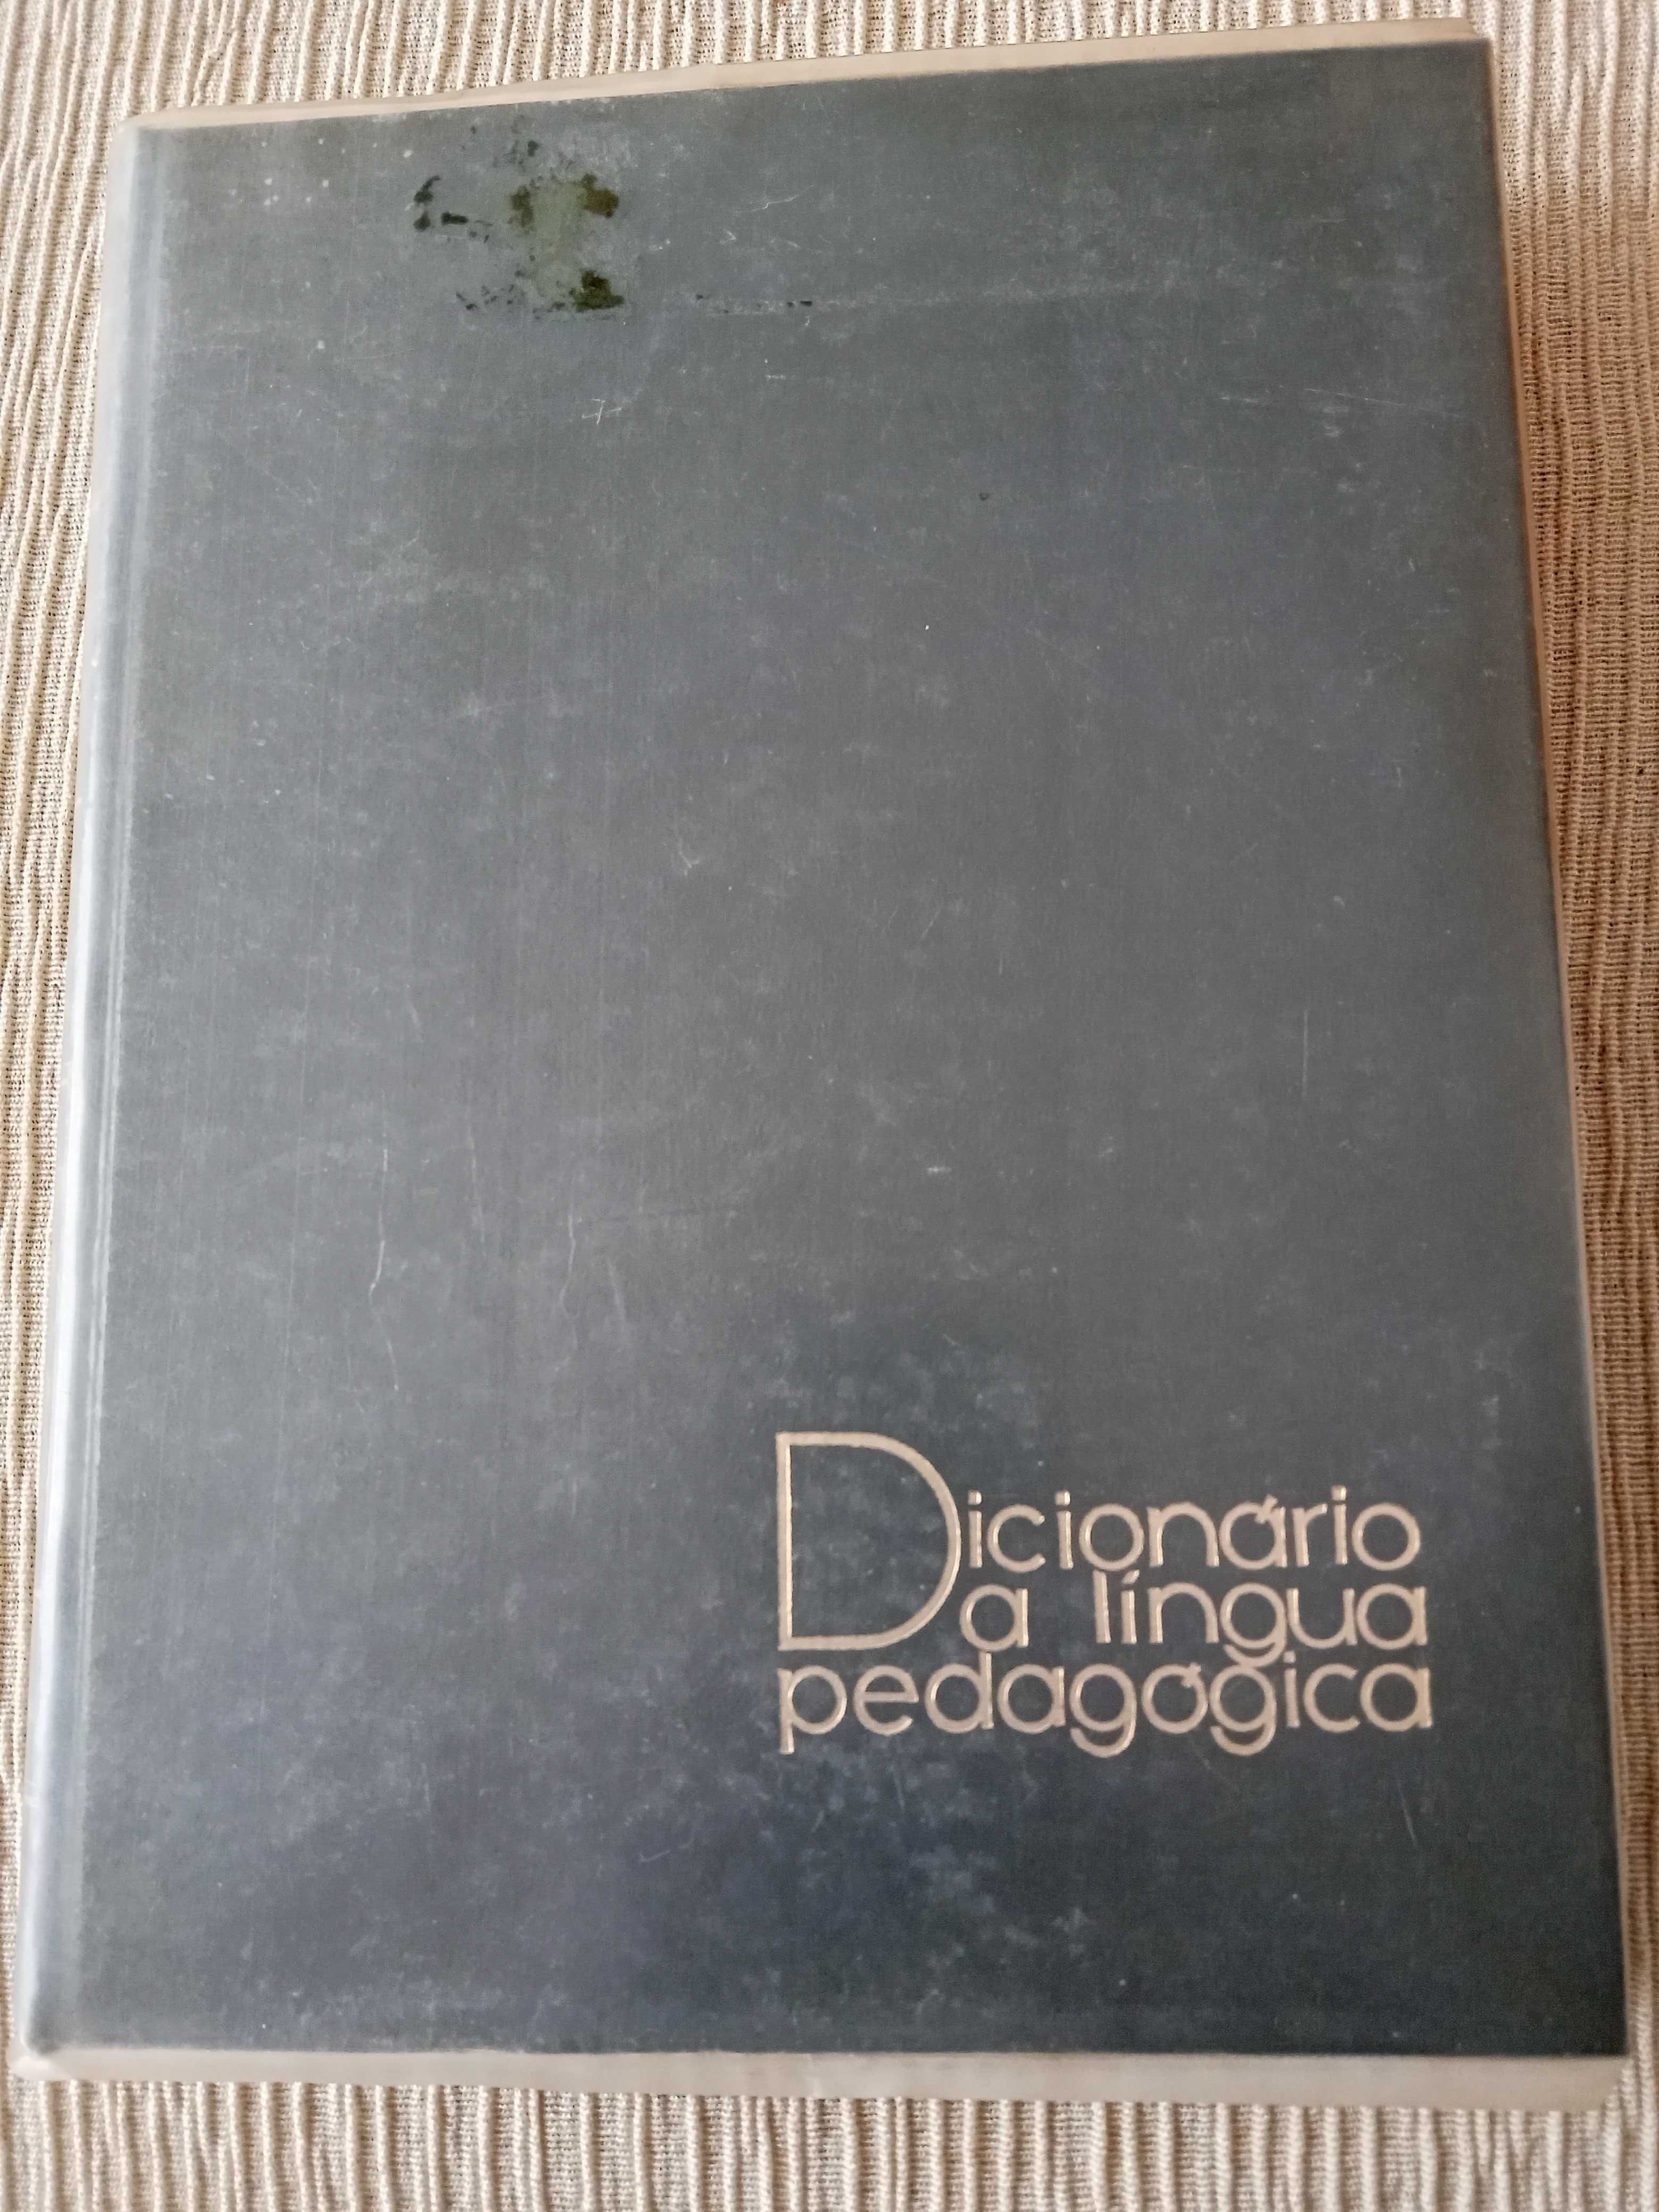 Dicionário
da língua
pedagógica